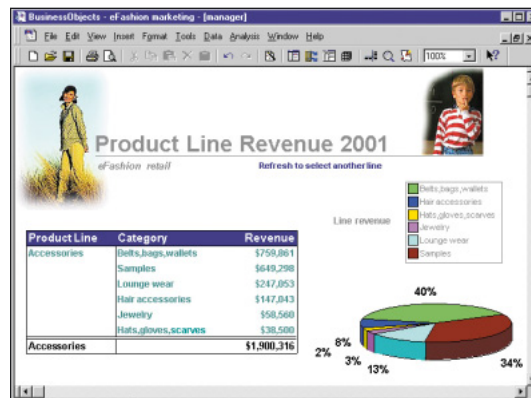 BusinessObjects - eFashion marketing - [manager]
File Edit View Insert Format Tools Data Analysis Window Help
100%
Product Line Revenue 2001
eFashion retail
Refresh to select another line
Line revenue
Belts,bags,wallets
Hair accessories
Hats,gloves,scarves
Jewelry
Lounge wear
Samples
Product Line Category Revenue
Accessories Belts,bags,wallets $759,861
Samples $649,298
Lounge wear $247,053
Hair accessories $147,043
Jewelry $58,560
Hats,gloves,scarves $38,500
Accessories $1,900,316
40%
8%
2%
3%
13%
34%